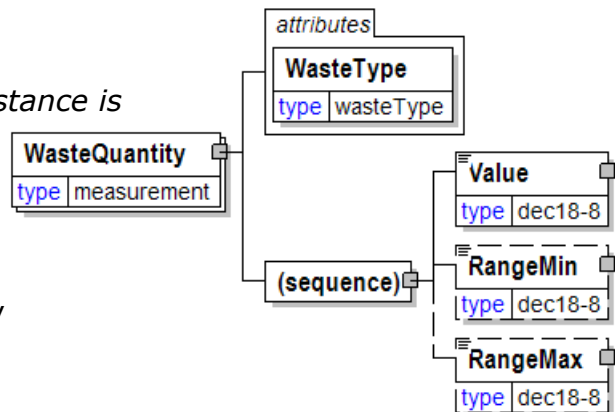 attributes
WasteType
type wasteType
stance is
WasteQuantity
type measurement
Value
type dec18-8
(sequence)
RangeMin
type dec18-8
RangeMax
type dec18-8